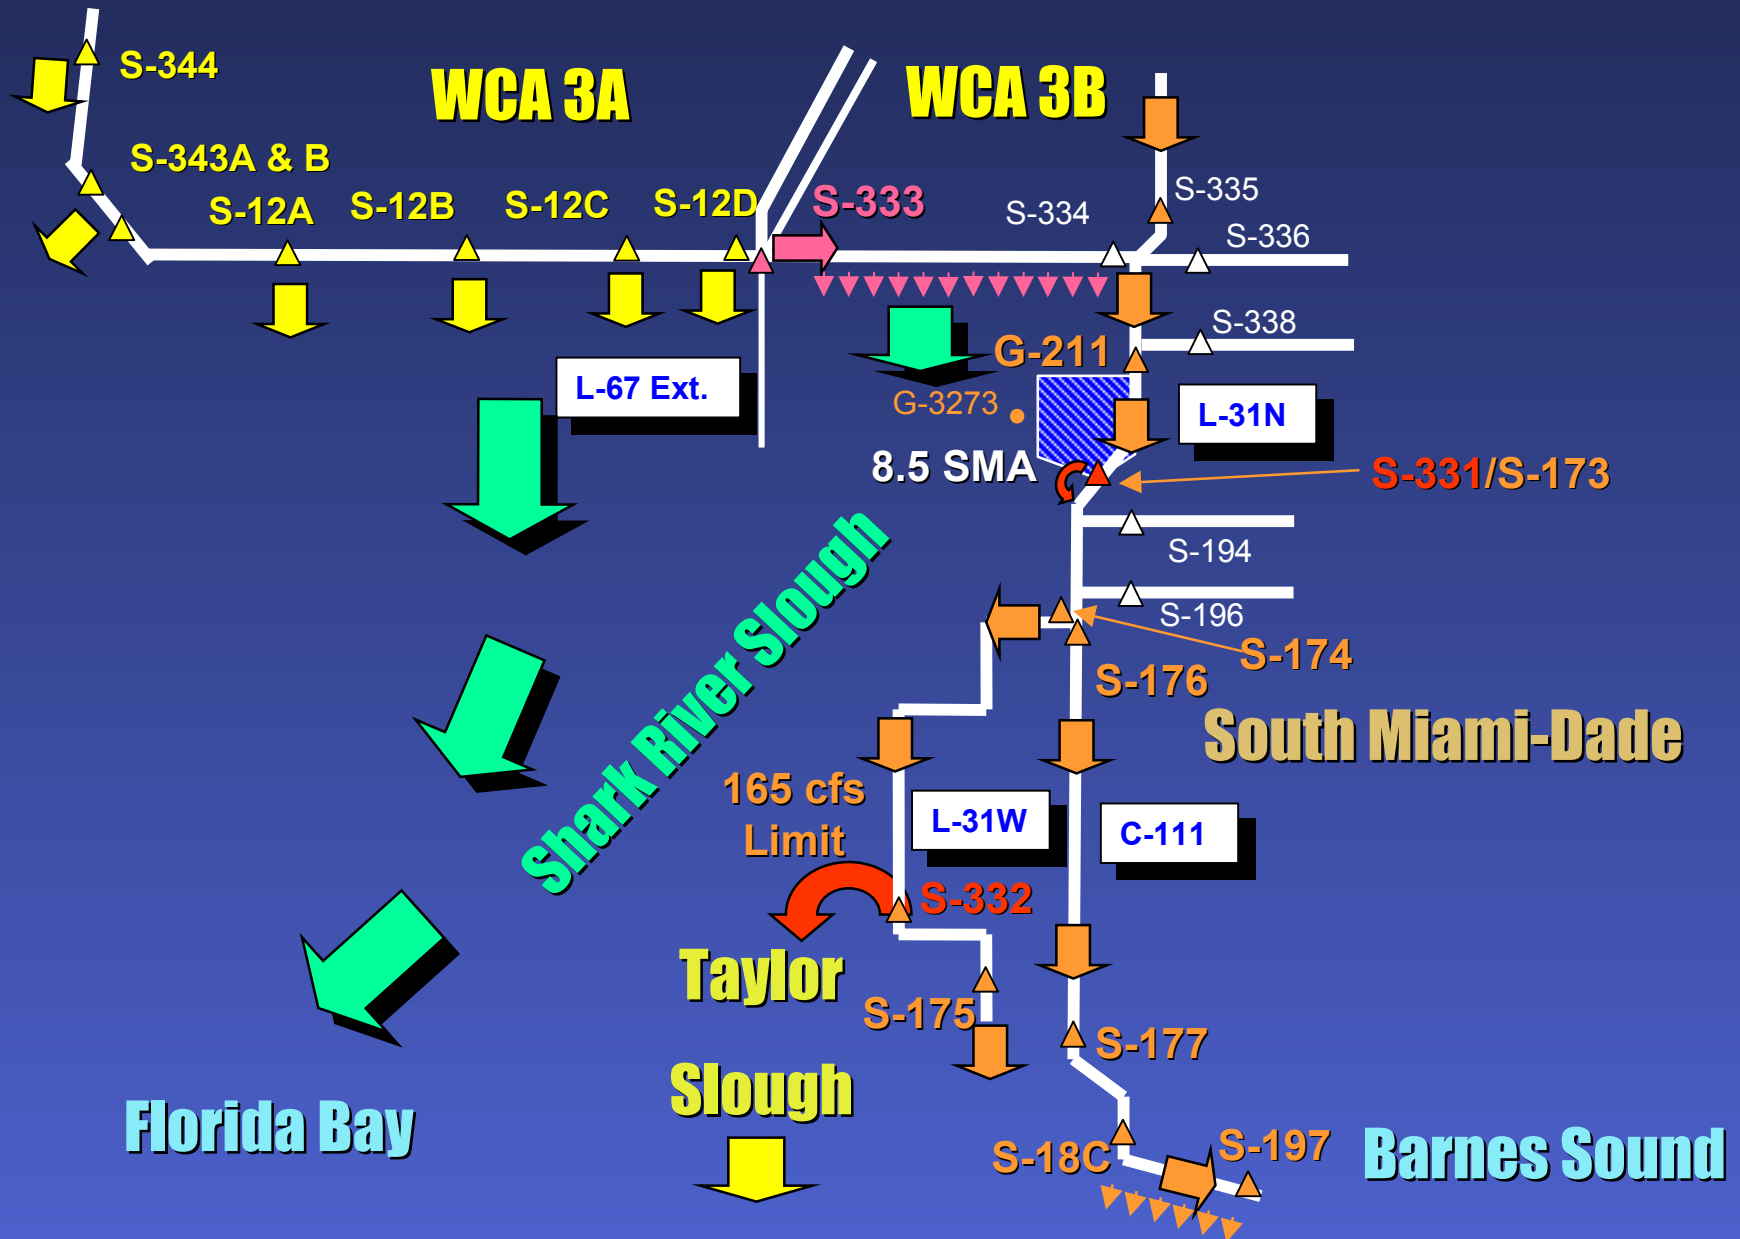 S-344
WCA 3A
WCA 3B
S-343A & B
S-12A
S-12B
S-12C
S-12D
S-333
S-334
S-335
S-336
S-338
G-211
L-67 Ext.
G-3273
L-31N
8.5 SMA
S-331/S-173
S-194
S-196
S-174
S-176
Shark River Slough
South Miami-Dade
165 cfs
Limit
L-31W
C-111
S-332
Taylor
S-175
S-177
Slough
Florida Bay
S-18C
S-197
Barnes Sound